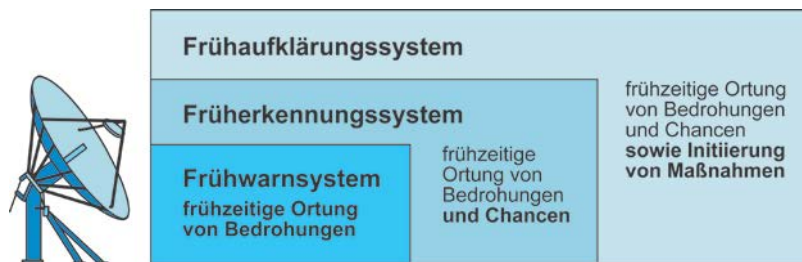 Frühaufklärungssystem
frühzeitige Ortung
von Bedrohungen
und Chancen
sowie Initiierung
von Maßnahmen
Früherkennungssystem
frühzeitige
Ortung von
Bedrohungen
und Chancen
Frühwarnsystem
frühzeitige Ortung
von Bedrohungen